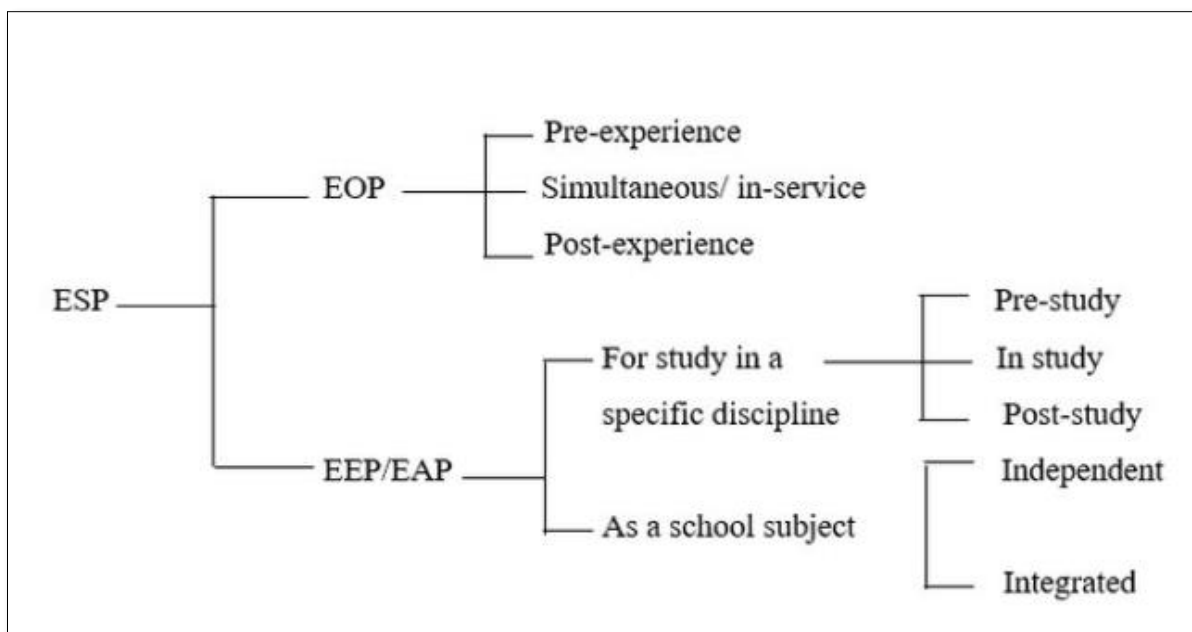 Pre-experience
EOP
Simultaneous/ in-service
Post-experience
ESP
Pre-study
For study in a
In study
specific discipline
Post-study
EEP/EAP
Independent
As a school subject
Integrated